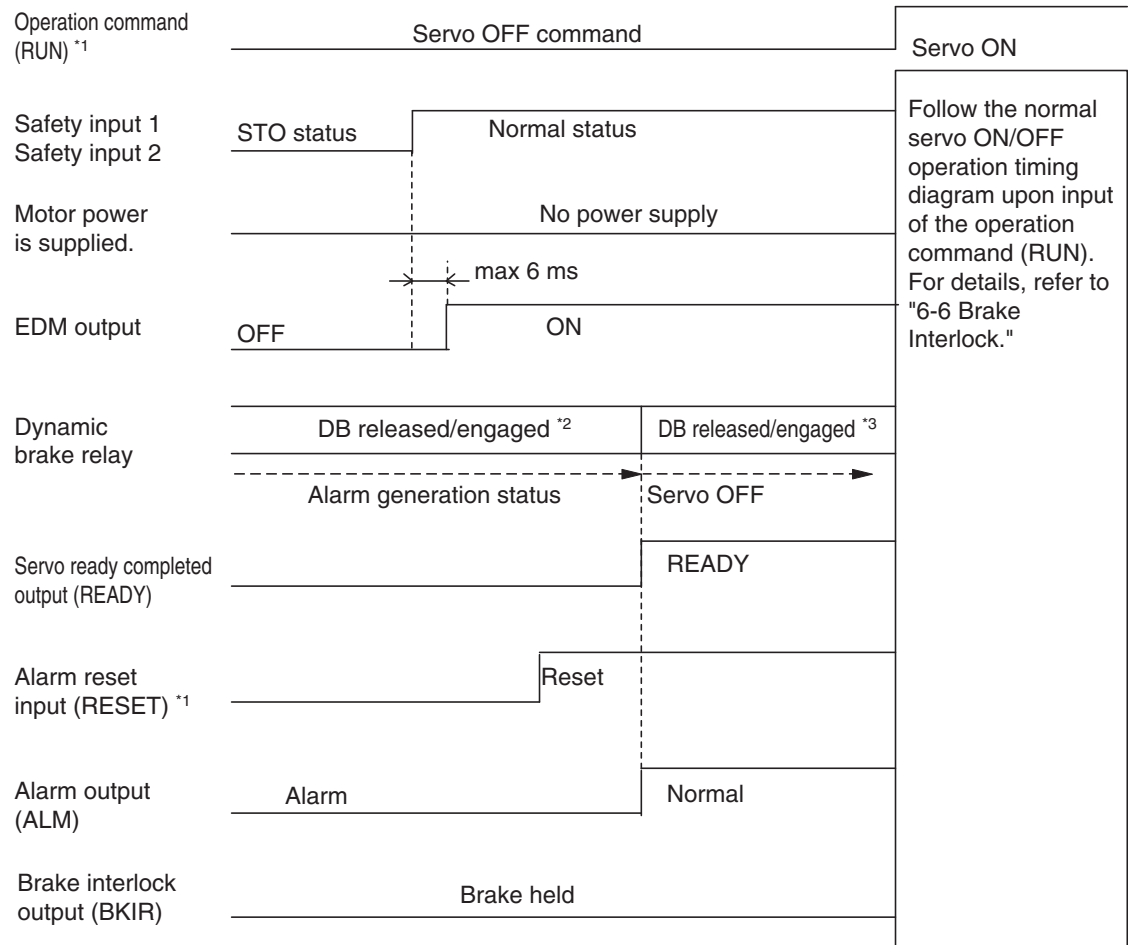 Operation command
(RUN) *1
Servo OFF command
Servo ON
Safety input 1
Safety input 2
STO status
Normal status
Follow the normal
servo ON/OFF
operation timing
diagram upon input
of the operation
command (RUN).
For details, refer to
"6-6 Brake
Interlock."
Motor power
is supplied.
No power supply
max 6 ms
EDM output
OFF
ON
Dynamic
brake relay
DB released/engaged *2
DB released/engaged *3
Alarm generation status
Servo OFF
Servo ready completed
output (READY)
READY
Alarm reset
input (RESET) *1
Reset
Alarm output
(ALM)
Alarm
Normal
Brake interlock
output (BKIR)
Brake held